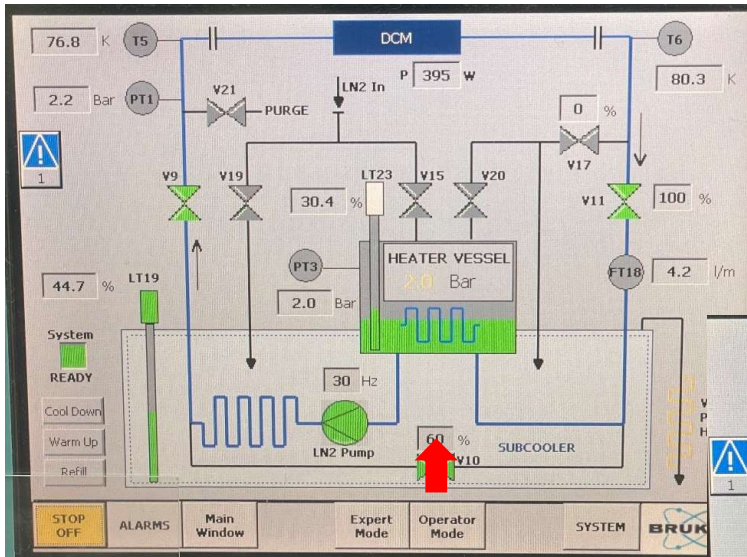 DCM
76.8 K T5
T6
P 395 W
80.3 K
2.2 Bar PT1
V21
PURGE
LN2 In
0 %
V17
1
V9
V19
LT23
30.4 %
V15
V20
V11
100 %
HEATER VESSEL
2.0 Bar
PT3
2.0 Bar
FT18
4.2 l/m
44.7 %
LT19
System
READY
Cool Down
Warm Up
Refill
30 Hz
LN2 Pump
60 %
V10
SUBCOOLER
V
P
H
1
STOP
OFF
ALARMS
Main
Window
Expert
Mode
Operator
Mode
SYSTEM
BRUK